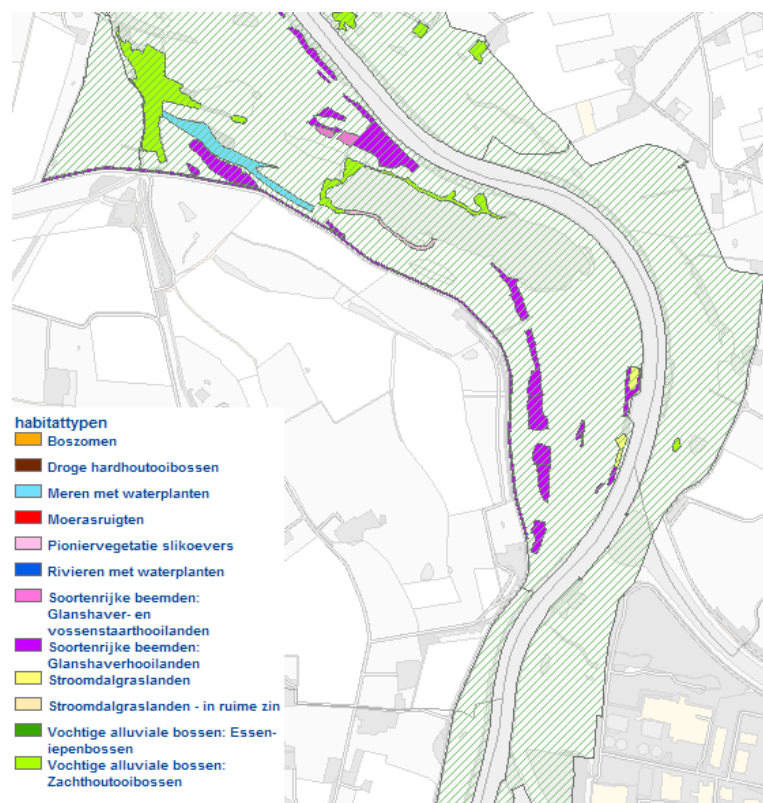 habitattypen
Boszomen
Droge hardhoutooibossen
Meren met waterplanten
Moerasruigten
Pioniervegetatie slikoevers
Rivieren met waterplanten
Soortenrijke beemden:
Glanshaver- en
vossenstaarthooilanden
Soortenrijke beemden:
Glanshaverhooilanden
Stroomdalgraslanden
Stroomdalgraslanden - in ruime zin
Vochtige alluviale bossen: Essen-
iepenbossen
Vochtige alluviale bossen:
Zachthoutooibossen